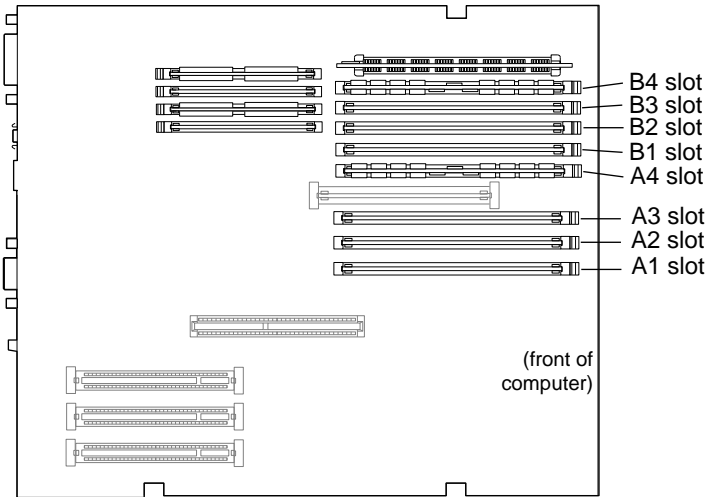 B4 slot
B3 slot
B2 slot
B1 slot
A4 slot
A3 slot
A2 slot
A1 slot
(front of
computer)